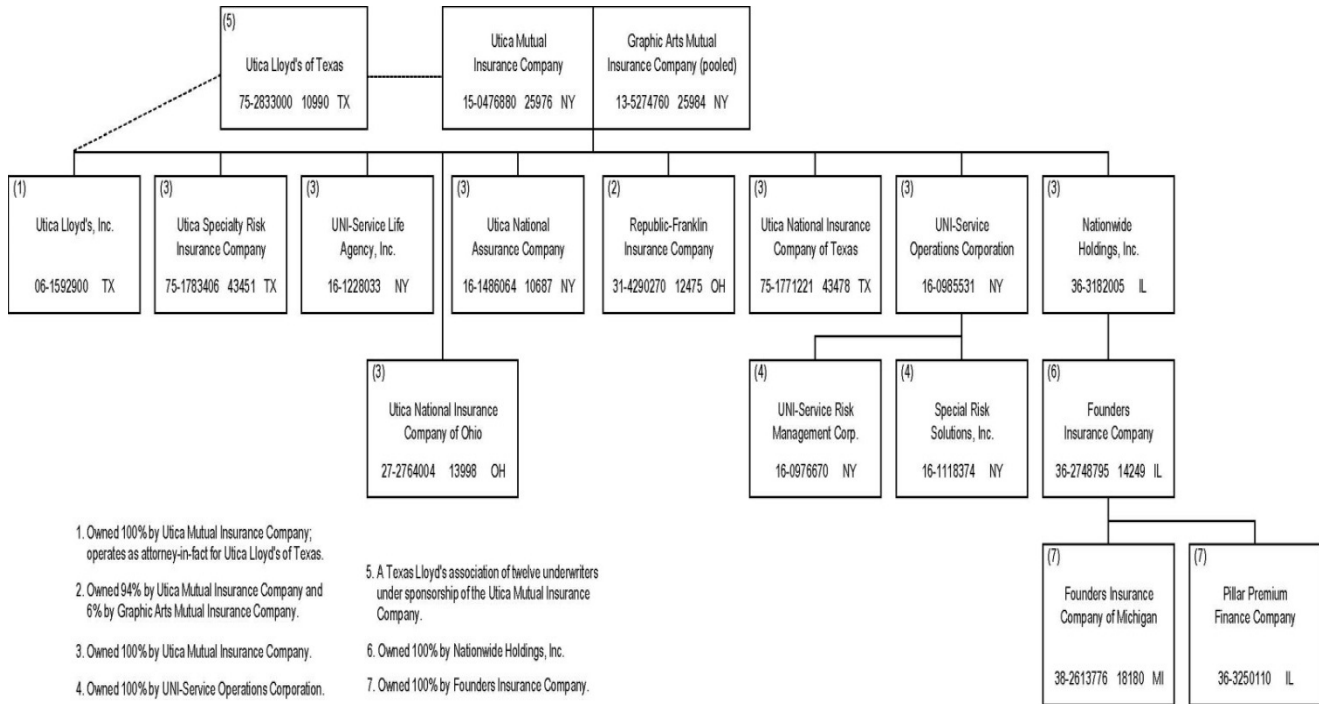 (5)
Utica Lloyd's of Texas
75-2833000 10990 TX
Utica Mutual
Insurance Company
15-0476880 25976 NY
Graphic Arts Mutual
Insurance Company (pooled)
13-5274760 25984 NY
(1)
Utica Lloyd's, Inc.
06-1592900 TX
(3)
Utica Specialty Risk
Insurance Company
75-1783406 43451 TX
(3)
UNI-Service Life
Agency, Inc.
16-1228033 NY
(3)
Utica National
Assurance Company
16-1486064 10687 NY
(2)
Republic-Franklin
Insurance Company
31-4290270 12475 OH
(3)
Utica National Insurance
Company of Texas
75-1771221 43478 TX
(3)
UNI-Service
Operations Corporation
16-0985531 NY
(3)
Nationwide
Holdings, Inc.
36-3182005 IL
(3)
Utica National Insurance
Company of Ohio
27-2764004 13998 OH
(4)
UNI-Service Risk
Management Corp.
16-0976670 NY
(4)
Special Risk
Solutions, Inc.
16-1118374 NY
(6)
Founders
Insurance Company
36-2748795 14249 IL
(7)
Founders Insurance
Company of Michigan
38-2613776 18180 MI
(7)
Pillar Premium
Finance Company
36-3250110 IL
1. Owned 100% by Utica Mutual Insurance Company;
operates as attorney-in-fact for Utica Lloyd's of Texas.
2. Owned 94% by Utica Mutual Insurance Company and
6% by Graphic Arts Mutual Insurance Company.
3. Owned 100% by Utica Mutual Insurance Company.
4. Owned 100% by UNI-Service Operations Corporation.
5. A Texas Lloyd's association of twelve underwriters
under sponsorship of the Utica Mutual Insurance
Company.
6. Owned 100% by Nationwide Holdings, Inc.
7. Owned 100% by Founders Insurance Company.